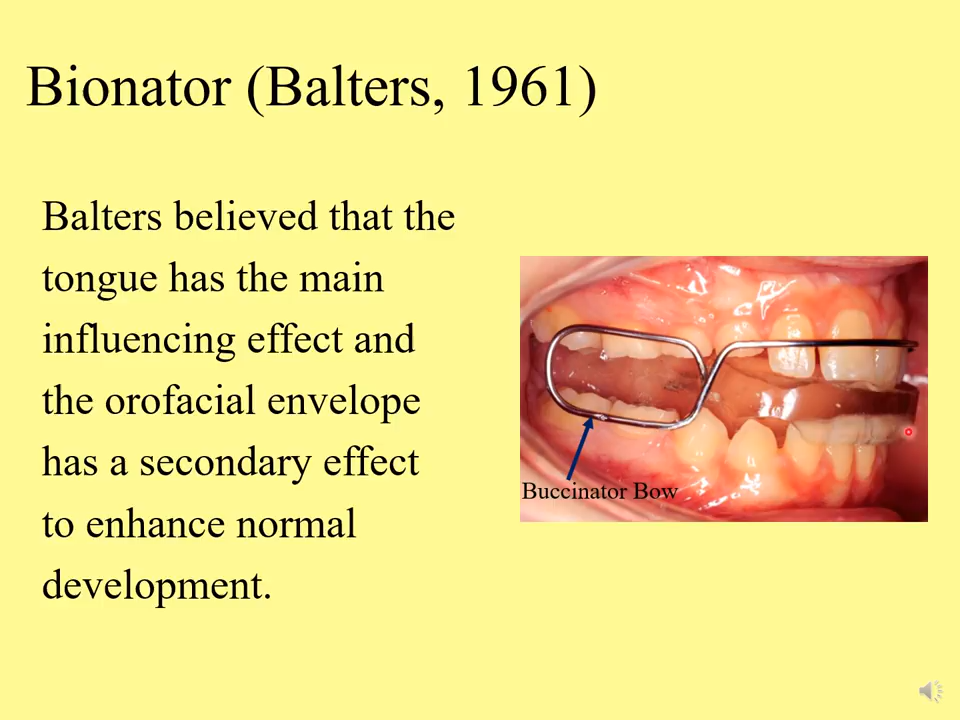 Bionator (Balters, 1961)
Balters believed that the
tongue has the main
influencing effect and
the orofacial envelope
has a secondary effect
to enhance normal
development.
Buccinator Bow